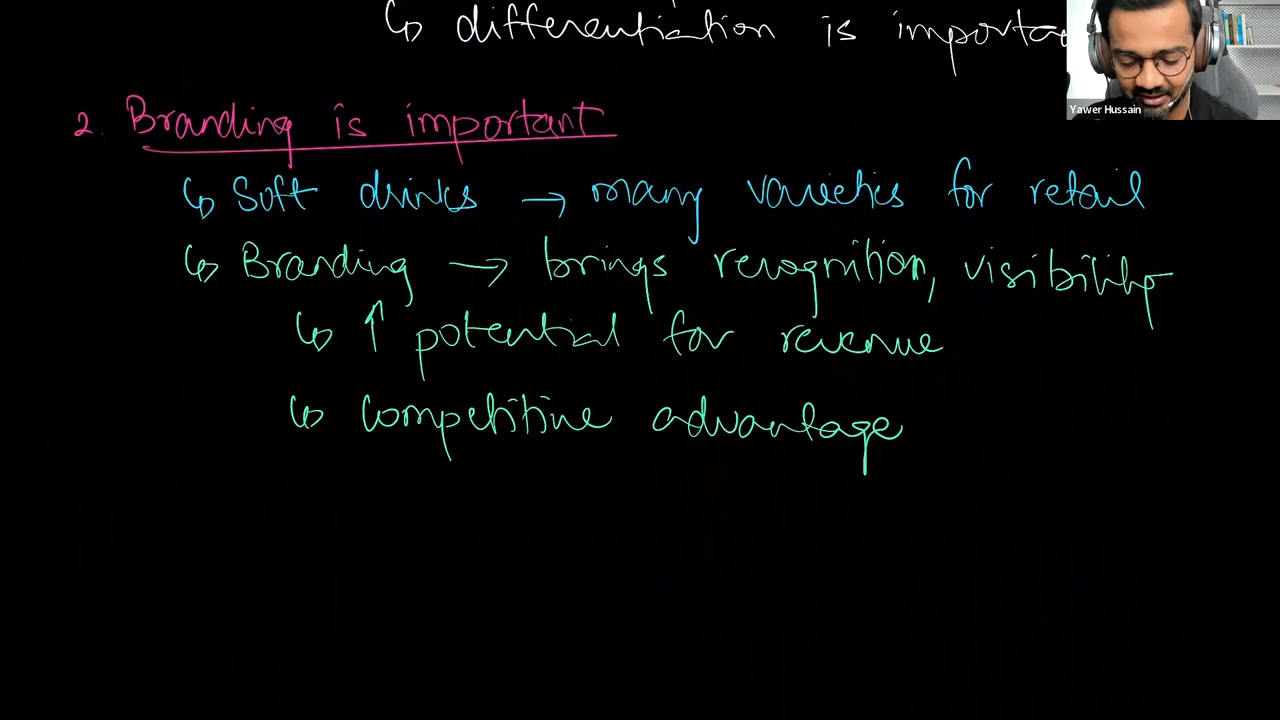 ↳ differentiation is importa
Yawer Hussain
2. Branding is important
↳ Soft drinks → many varieties for retail
↳ Branding → brings recognition, visibility
↳ ↑ potential for revenue
↳ competitive advantage